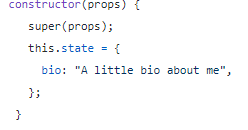 constructor(props) {
super(props);
this.state = {
bio: "A little bio about me",
};
}